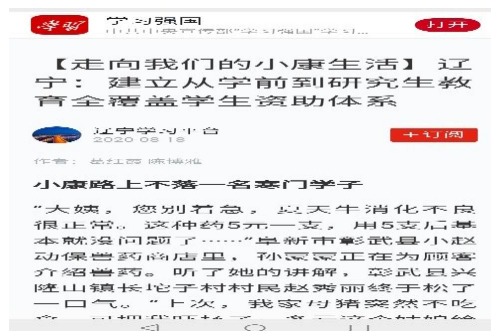 学习强国
打开
【走向我们的小康生活】辽
宁：建立从学前到研究生教
育全覆盖学生资助体系
辽宁学习平台
2020-08-18
+订阅
作者：
小康路上不落一名寒门学子
“大姨，您别着急，夏天牛消化不良
很正常。这种药5元一支，用5支后基
本就没问题了……”阜新市彰武县小赵
动保兽药商店里，孙家家正在为顾客
介绍兽药。听了她的讲解，彰武县兴
隆山镇长坨子村村民赵秀丽终于松了
一口气。“上次，我家母猪突然不吃